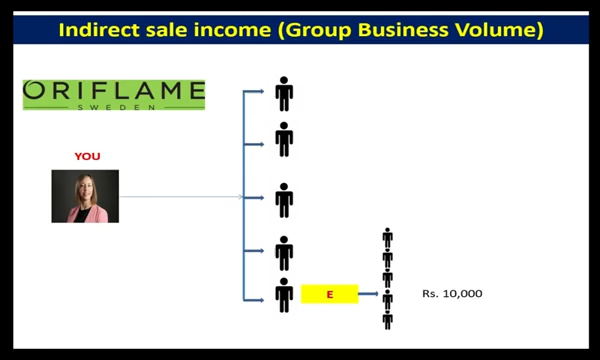 Indirect sale income (Group Business Volume)
ORIFLAME
SWEDEN
YOU
E
Rs. 10,000